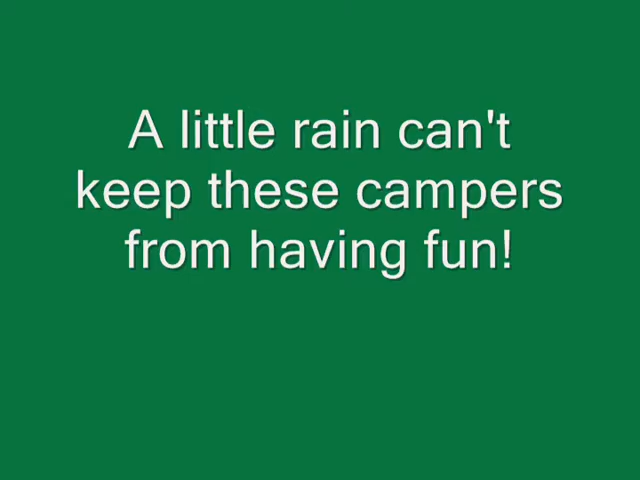 A little rain can't
keep these campers
from having fun!